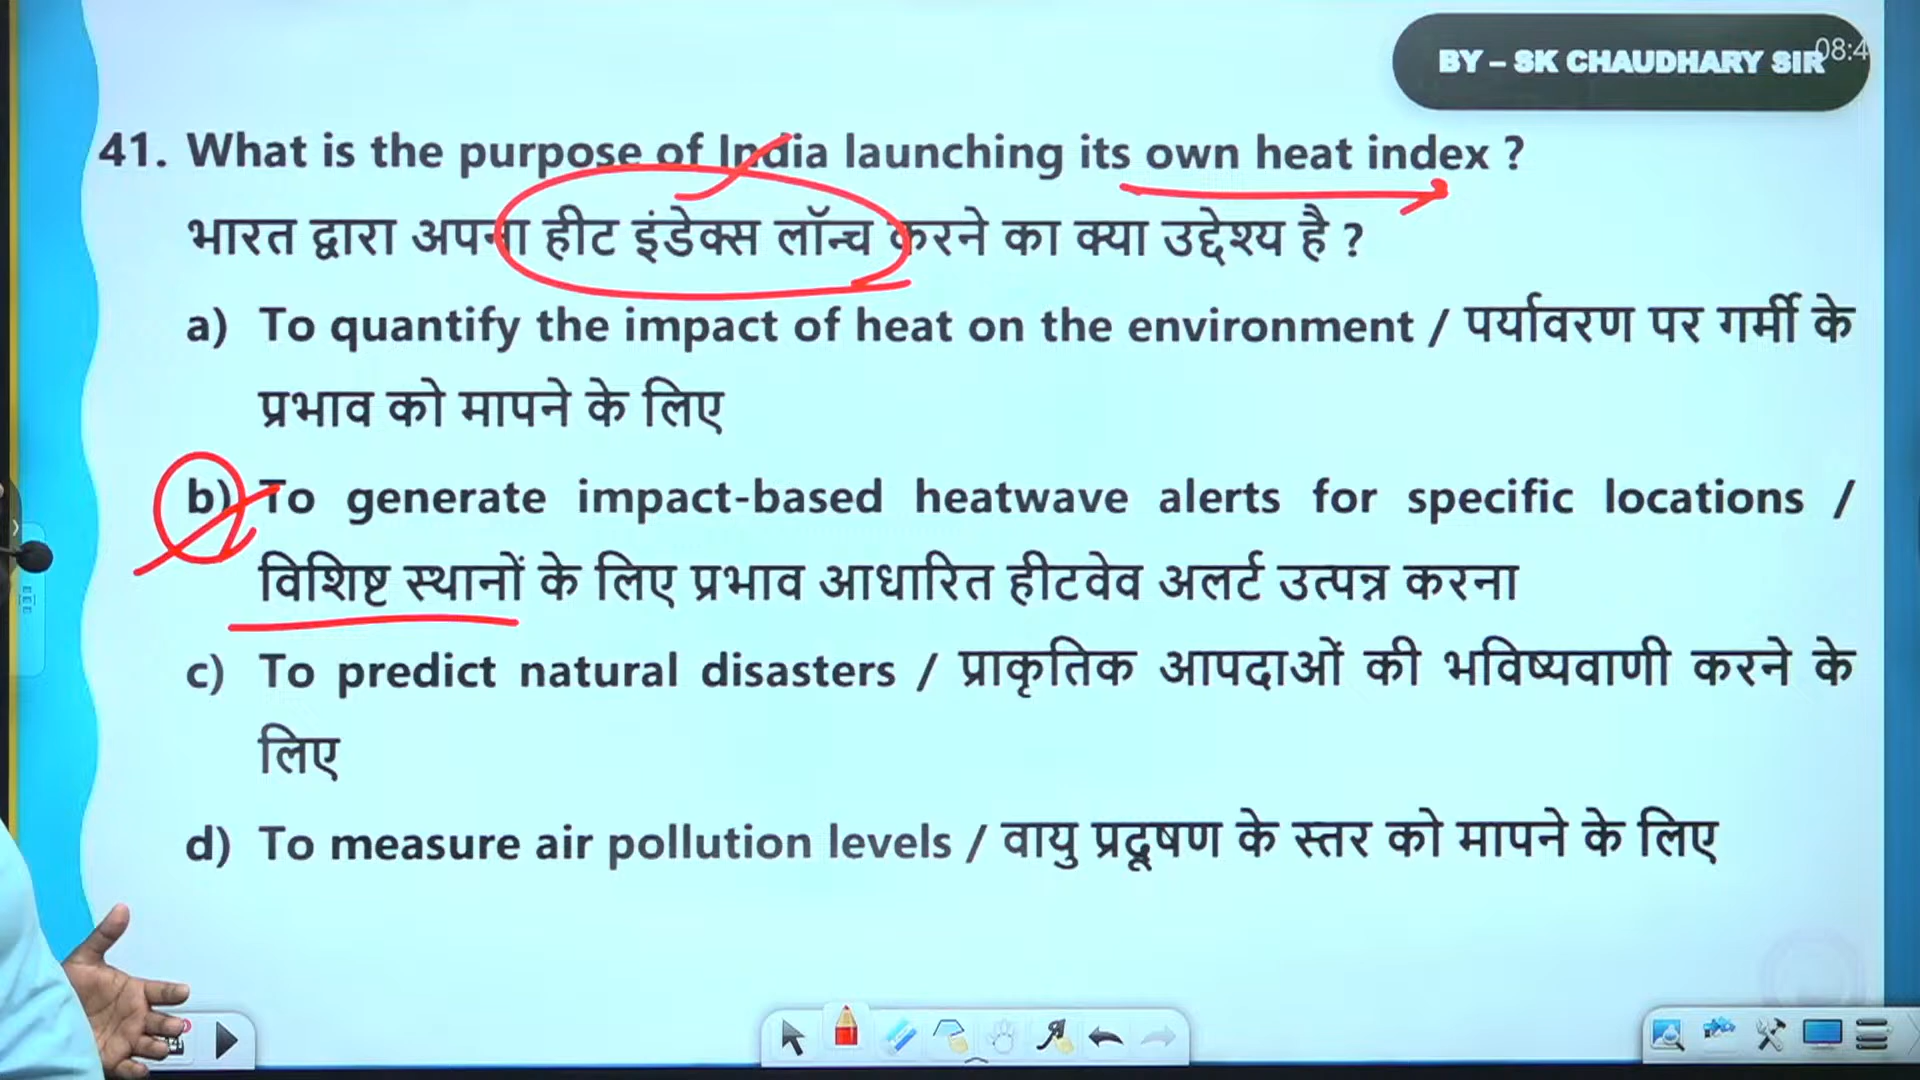 BY – SK CHAUDHARY SIR
08:4
41. What is the purpose of India launching its own heat index ?
भारत द्वारा अपना हीट इंडेक्स लॉन्च करने का क्या उद्देश्य है ?
a) To quantify the impact of heat on the environment / पर्यावरण पर गर्मी के
प्रभाव को मापने के लिए
b) To generate impact-based heatwave alerts for specific locations /
विशिष्ट स्थानों के लिए प्रभाव आधारित हीटवेव अलर्ट उत्पन्न करना
c) To predict natural disasters / प्राकृतिक आपदाओं की भविष्यवाणी करने के
लिए
d) To measure air pollution levels / वायु प्रदूषण के स्तर को मापने के लिए